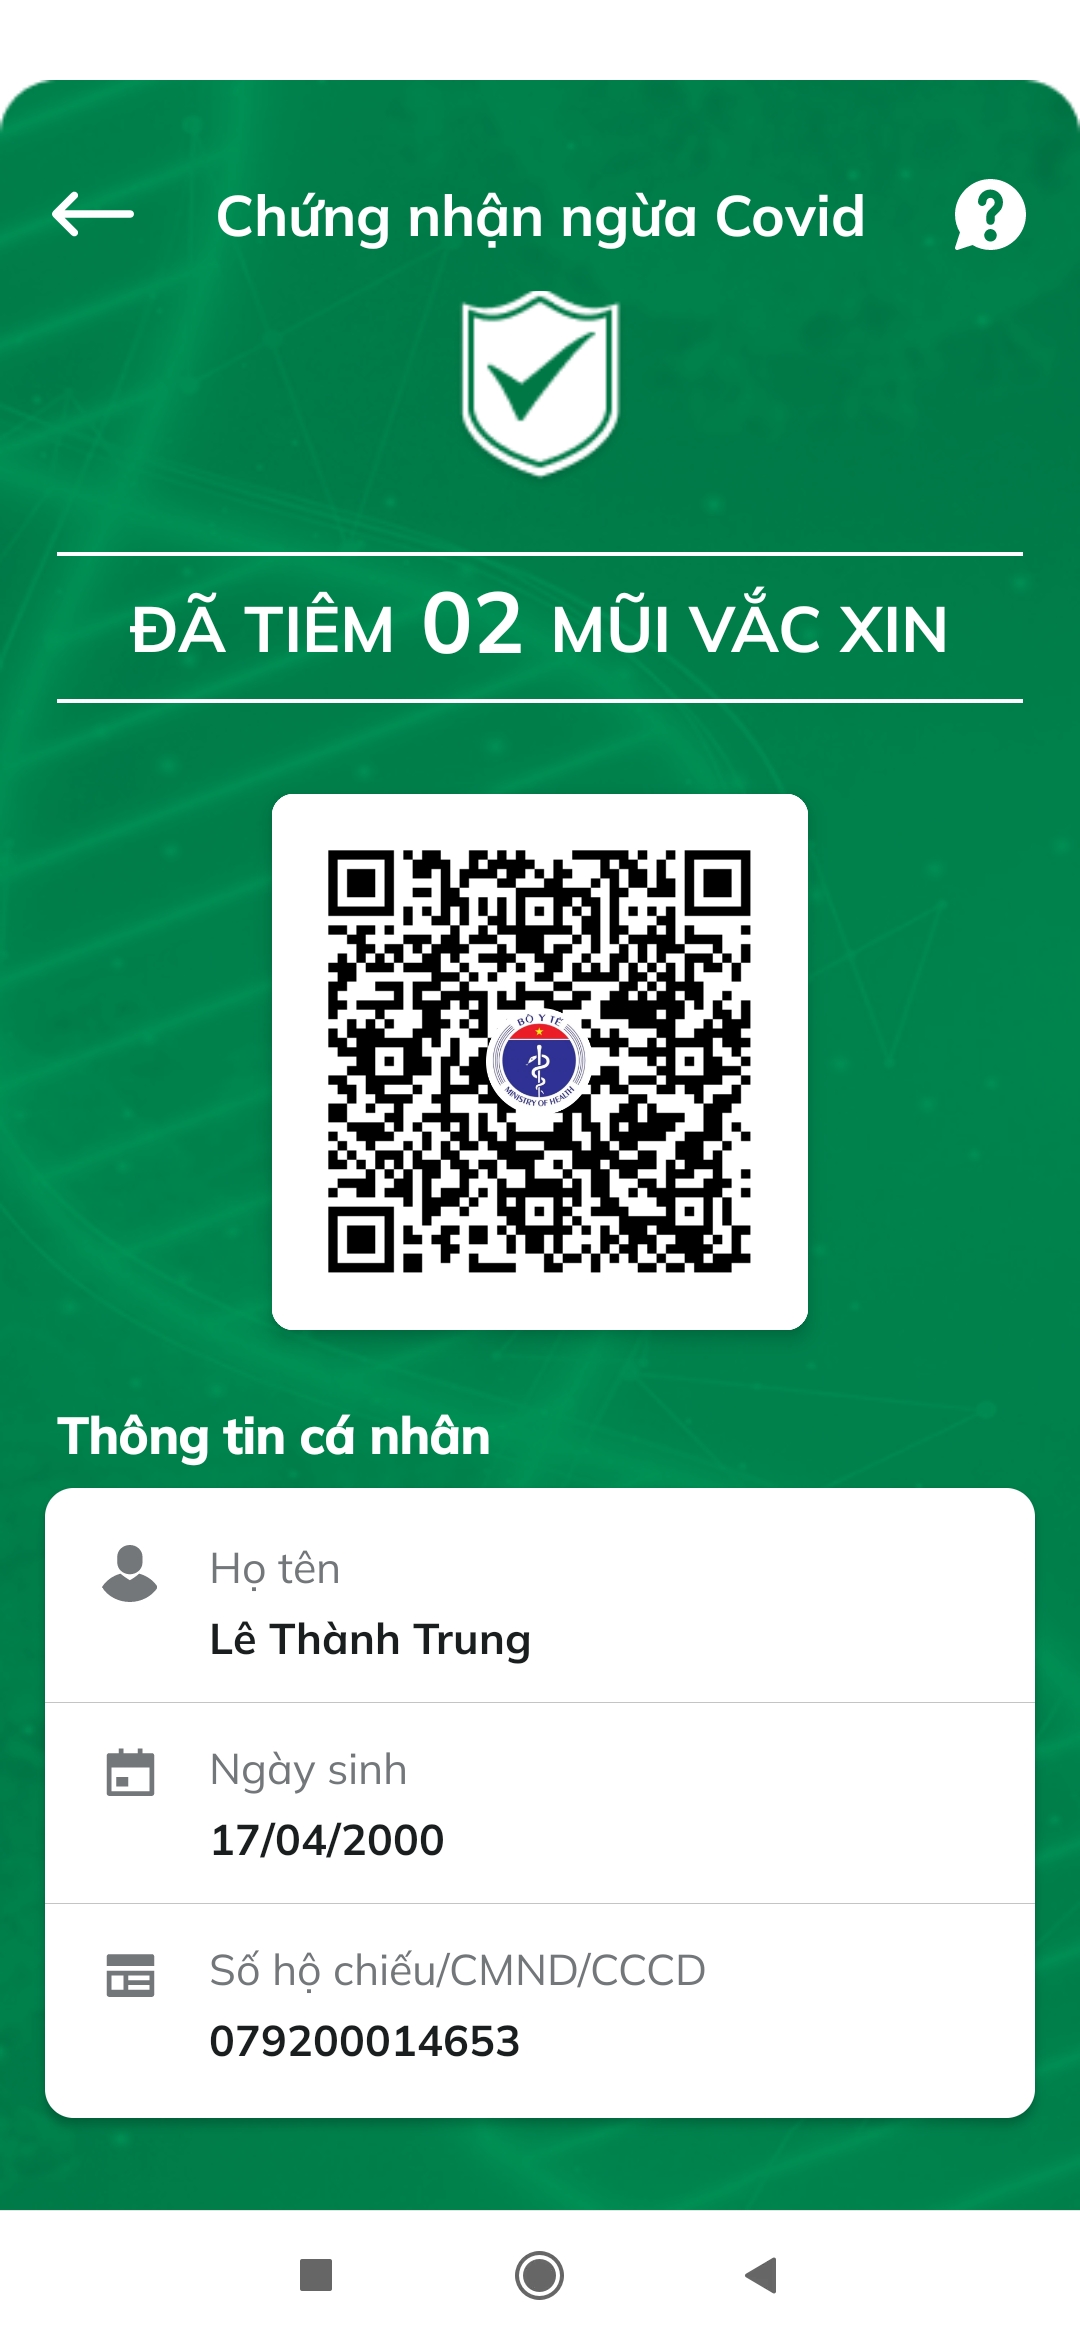 Chứng nhận ngừa Covid
ĐÃ TIÊM 02 MŨI VẮC XIN
BỘ Y TẾ
MINISTRY OF HEALTH
Thông tin cá nhân
Họ tên
Lê Thành Trung
Ngày sinh
17/04/2000
Số hộ chiếu/CMND/CCCD
079200014653